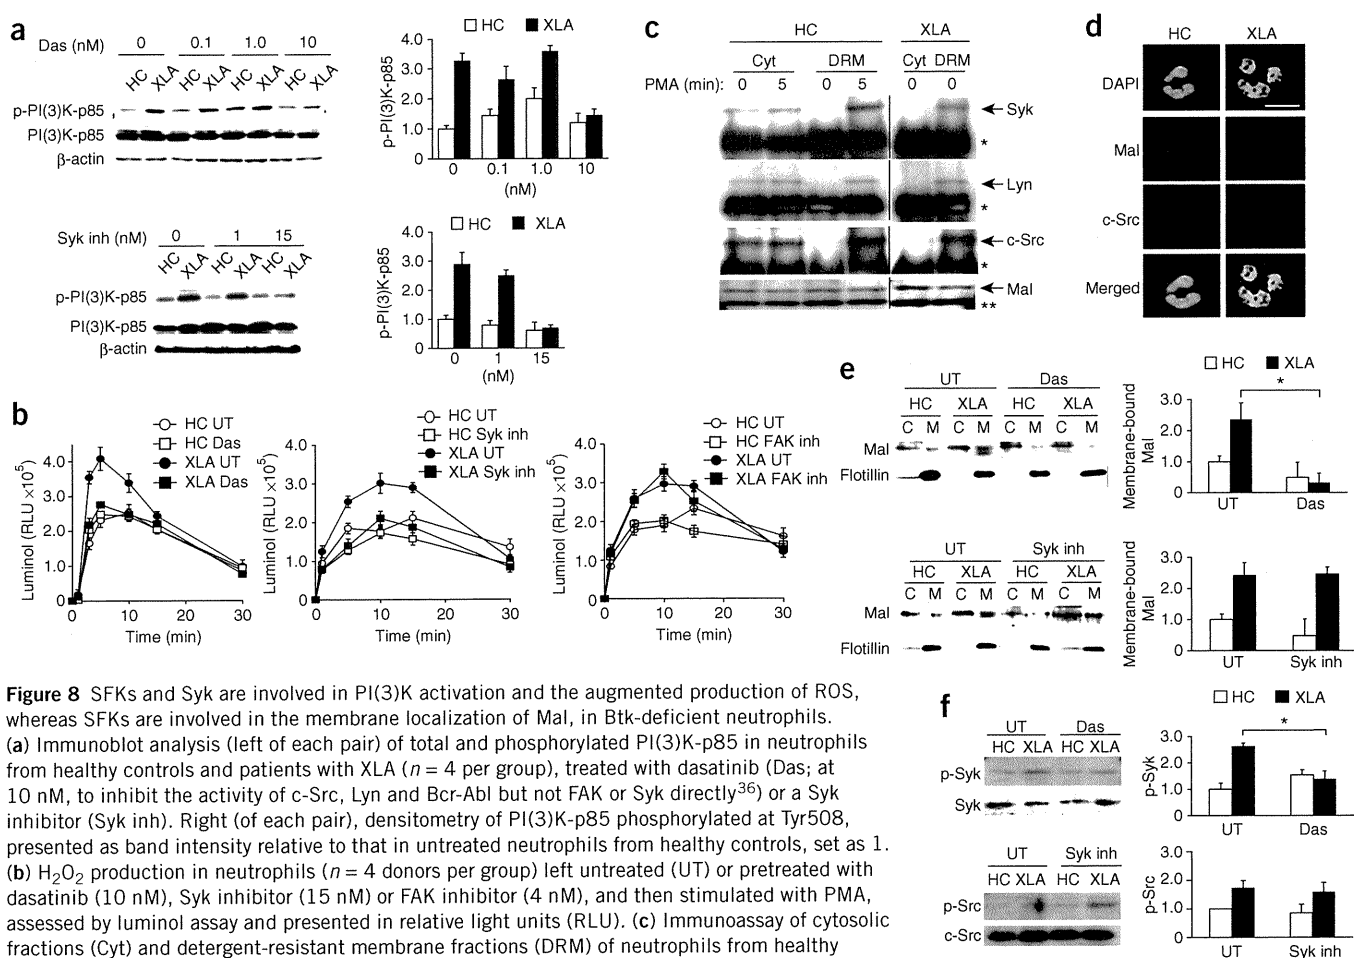 a
Das (nM) 0 0.1 1.0 10
HC XLA HC XLA HC XLA HC XLA
p-PI(3)K-p85
PI(3)K-p85
β-actin
HC XLA
p-PI(3)K-p85
4.0
3.0
2.0
1.0
0
0 0.1 1.0 10
(nM)
Syk inh (nM) 0 1 15
HC XLA HC XLA HC XLA
p-PI(3)K-p85
PI(3)K-p85
β-actin
HC XLA
p-PI(3)K-p85
4.0
3.0
2.0
1.0
0
0 1 15
(nM)
b
HC UT
HC Das
XLA UT
XLA Das
Luminol (RLU ×10⁵)
4.0
3.0
2.0
1.0
0
0 10 20 30
Time (min)
HC UT
HC Syk inh
XLA UT
XLA Syk inh
Luminol (RLU ×10⁵)
4.0
3.0
2.0
1.0
0
0 10 20 30
Time (min)
HC UT
HC FAK inh
XLA UT
XLA FAK inh
Luminol (RLU ×10⁵)
4.0
3.0
2.0
1.0
0
0 10 20 30
Time (min)
c
HC XLA
Cyt DRM Cyt DRM
PMA (min): 0 5 0 5 0 0
Syk
*
Lyn
*
c-Src
*
Mal
**
d
HC XLA
DAPI
Mal
c-Src
Merged
e
UT Das
HC XLA HC XLA
C M C M C M C M
Mal
Flotillin
HC XLA
Membrane-bound
Mal
3.0
2.0
1.0
0
*
UT Das
UT Syk inh
HC XLA HC XLA
C M C M C M C M
Mal
Flotillin
Membrane-bound
Mal
3.0
2.0
1.0
0
UT Syk inh
f
UT Das
HC XLA HC XLA
p-Syk
Syk
HC XLA
p-Syk
3.0
2.0
1.0
0
*
UT Das
UT Syk inh
HC XLA HC XLA
p-Src
c-Src
p-Src
3.0
2.0
1.0
0
UT Syk inh
Figure 8 SFKs and Syk are involved in PI(3)K activation and the augmented production of ROS,
whereas SFKs are involved in the membrane localization of Mal, in Btk-deficient neutrophils.
(a) Immunoblot analysis (left of each pair) of total and phosphorylated PI(3)K-p85 in neutrophils
from healthy controls and patients with XLA (n = 4 per group), treated with dasatinib (Das; at
10 nM, to inhibit the activity of c-Src, Lyn and Bcr-Abl but not FAK or Syk directly³⁶) or a Syk
inhibitor (Syk inh). Right (of each pair), densitometry of PI(3)K-p85 phosphorylated at Tyr508,
presented as band intensity relative to that in untreated neutrophils from healthy controls, set as 1.
(b) H₂O₂ production in neutrophils (n = 4 donors per group) left untreated (UT) or pretreated with
dasatinib (10 nM), Syk inhibitor (15 nM) or FAK inhibitor (4 nM), and then stimulated with PMA,
assessed by luminol assay and presented in relative light units (RLU). (c) Immunoassay of cytosolic
fractions (Cyt) and detergent-resistant membrane fractions (DRM) of neutrophils from healthy